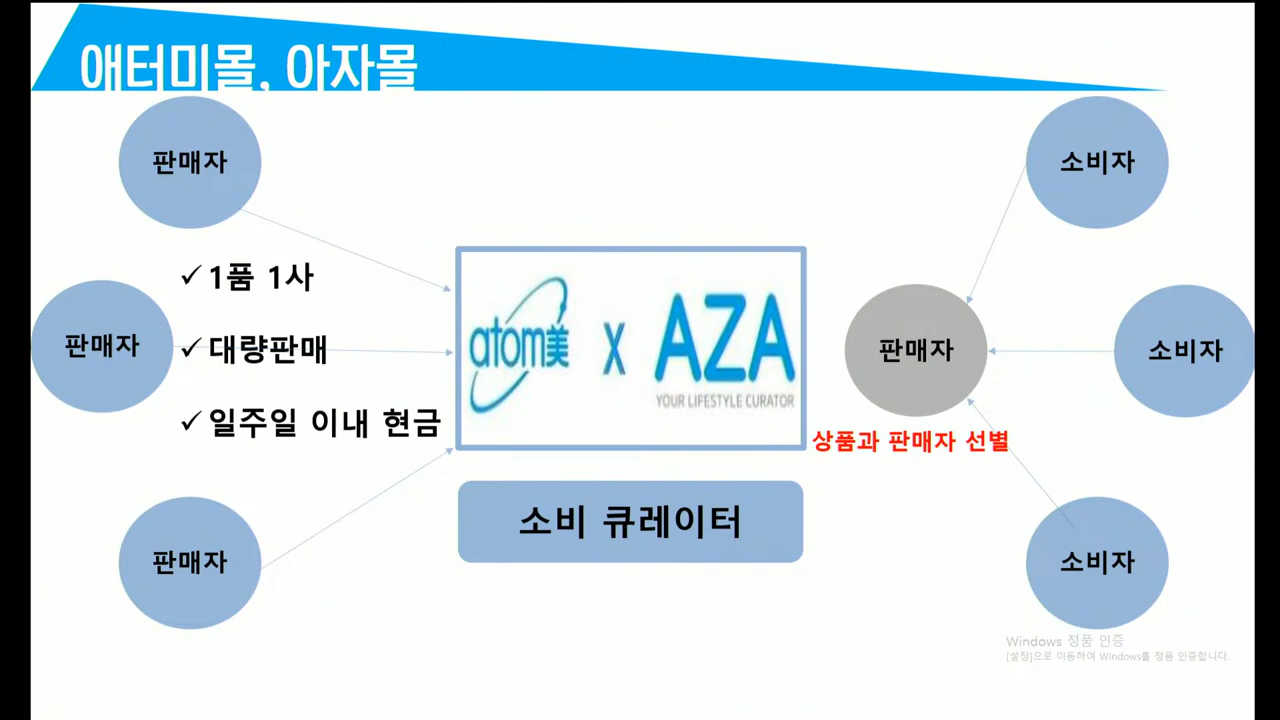 애터미몰, 아자몰
판매자
소비자
✓ 1품 1사
판매자
✓ 대량판매
atom美 X AZA
YOUR LIFESTYLE CURATOR
판매자
소비자
✓ 일주일 이내 현금
상품과 판매자 선별
소비 큐레이터
판매자
소비자
Windows 정품 인증
[설정]으로 이동하여 Windows를 정품 인증합니다.